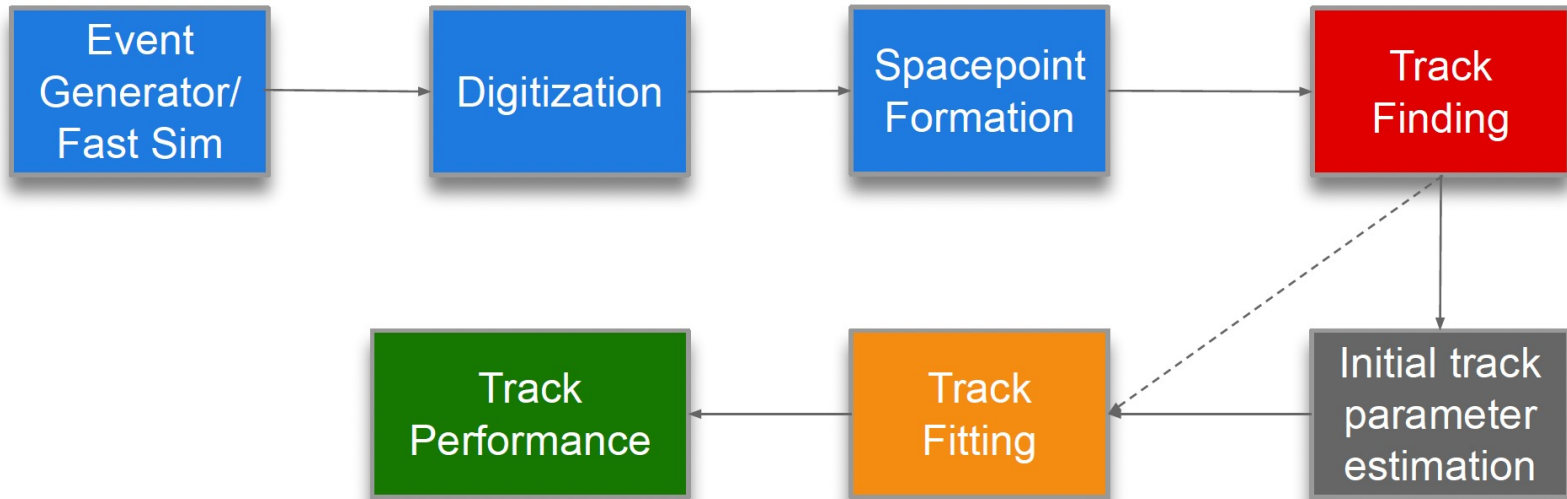 Event
Generator/
Fast Sim
Digitization
Spacepoint
Formation
Track
Finding
Track
Performance
Track
Fitting
Initial track
parameter
estimation